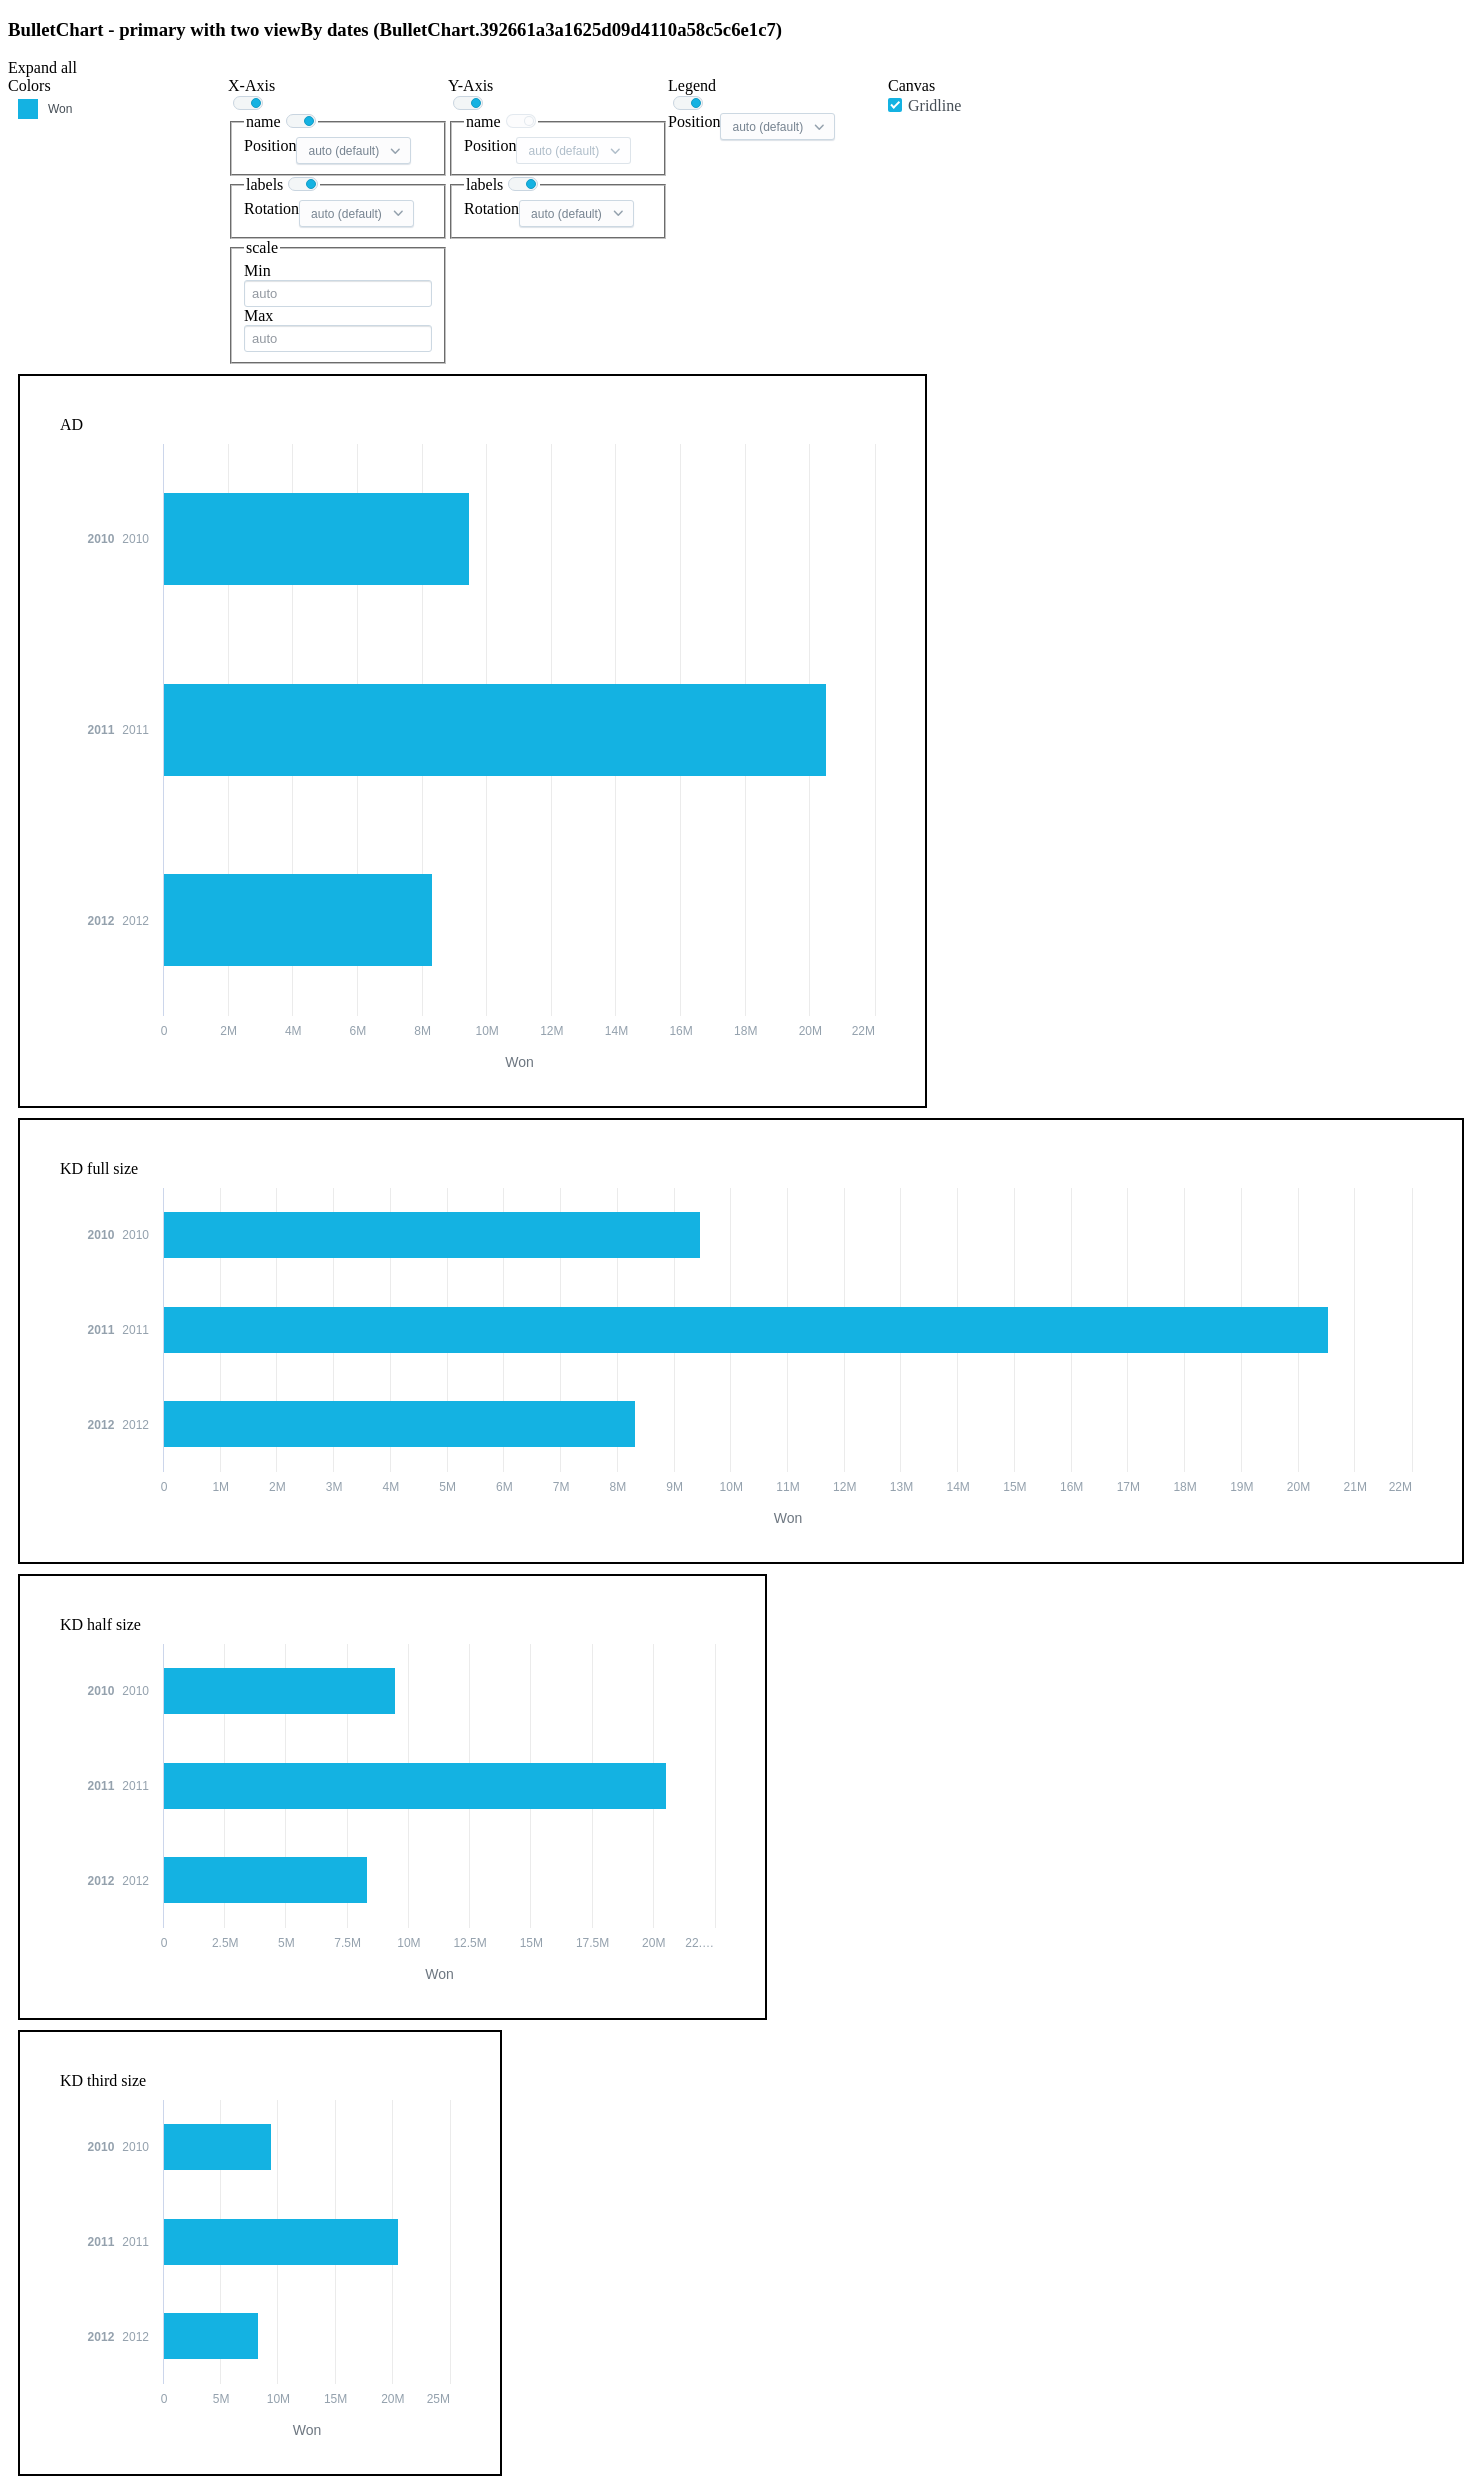 BulletChart - primary with two viewBy dates (BulletChart.392661a3a1625d09d4110a58c5c6e1c7)
Expand all
Colors
Won
X-Axis
name
Position auto (default)
labels
Rotation auto (default)
scale
Min
auto
Max
auto
Y-Axis
name
Position auto (default)
labels
Rotation auto (default)
Legend
Position auto (default)
Canvas
Gridline
AD
2010 2010
2011 2011
2012 2012
0 2M 4M 6M 8M 10M 12M 14M 16M 18M 20M 22M
Won
KD full size
2010 2010
2011 2011
2012 2012
0 1M 2M 3M 4M 5M 6M 7M 8M 9M 10M 11M 12M 13M 14M 15M 16M 17M 18M 19M 20M 21M 22M
Won
KD half size
2010 2010
2011 2011
2012 2012
0 2.5M 5M 7.5M 10M 12.5M 15M 17.5M 20M 22.…
Won
KD third size
2010 2010
2011 2011
2012 2012
0 5M 10M 15M 20M 25M
Won